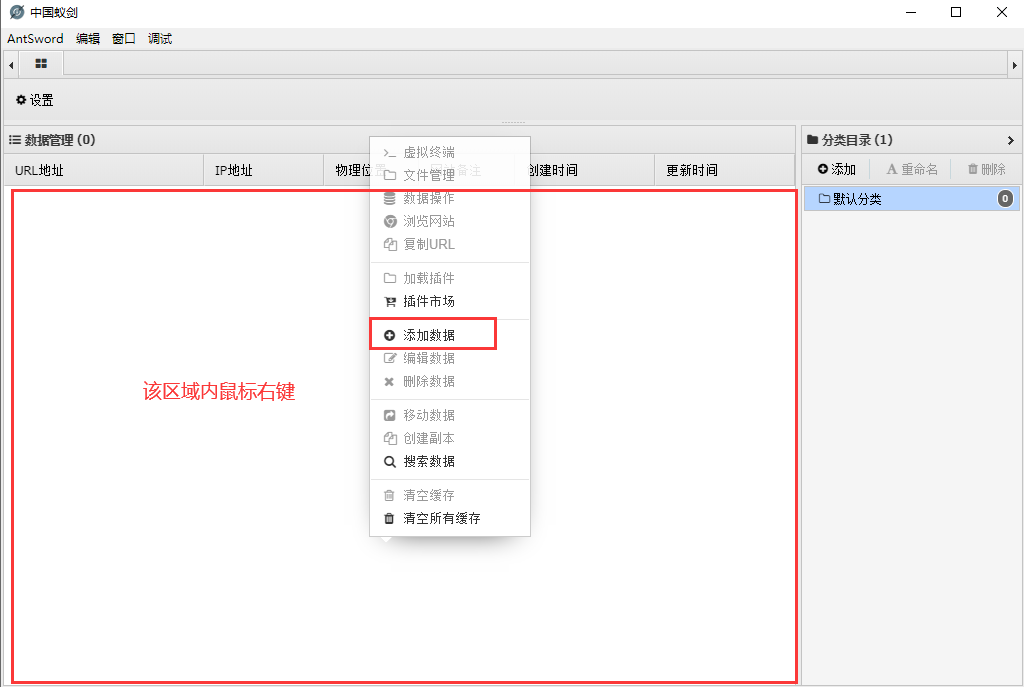 中国蚁剑
AntSword 编辑 窗口 调试
设置
数据管理 (0)
URL地址 IP地址 物理位置 网站备注 创建时间 更新时间
分类目录 (1)
添加 重命名 删除
默认分类 0
虚拟终端
文件管理
数据操作
浏览网站
复制URL
加载插件
插件市场
添加数据
编辑数据
删除数据
移动数据
创建副本
搜索数据
清空缓存
清空所有缓存
该区域内鼠标右键